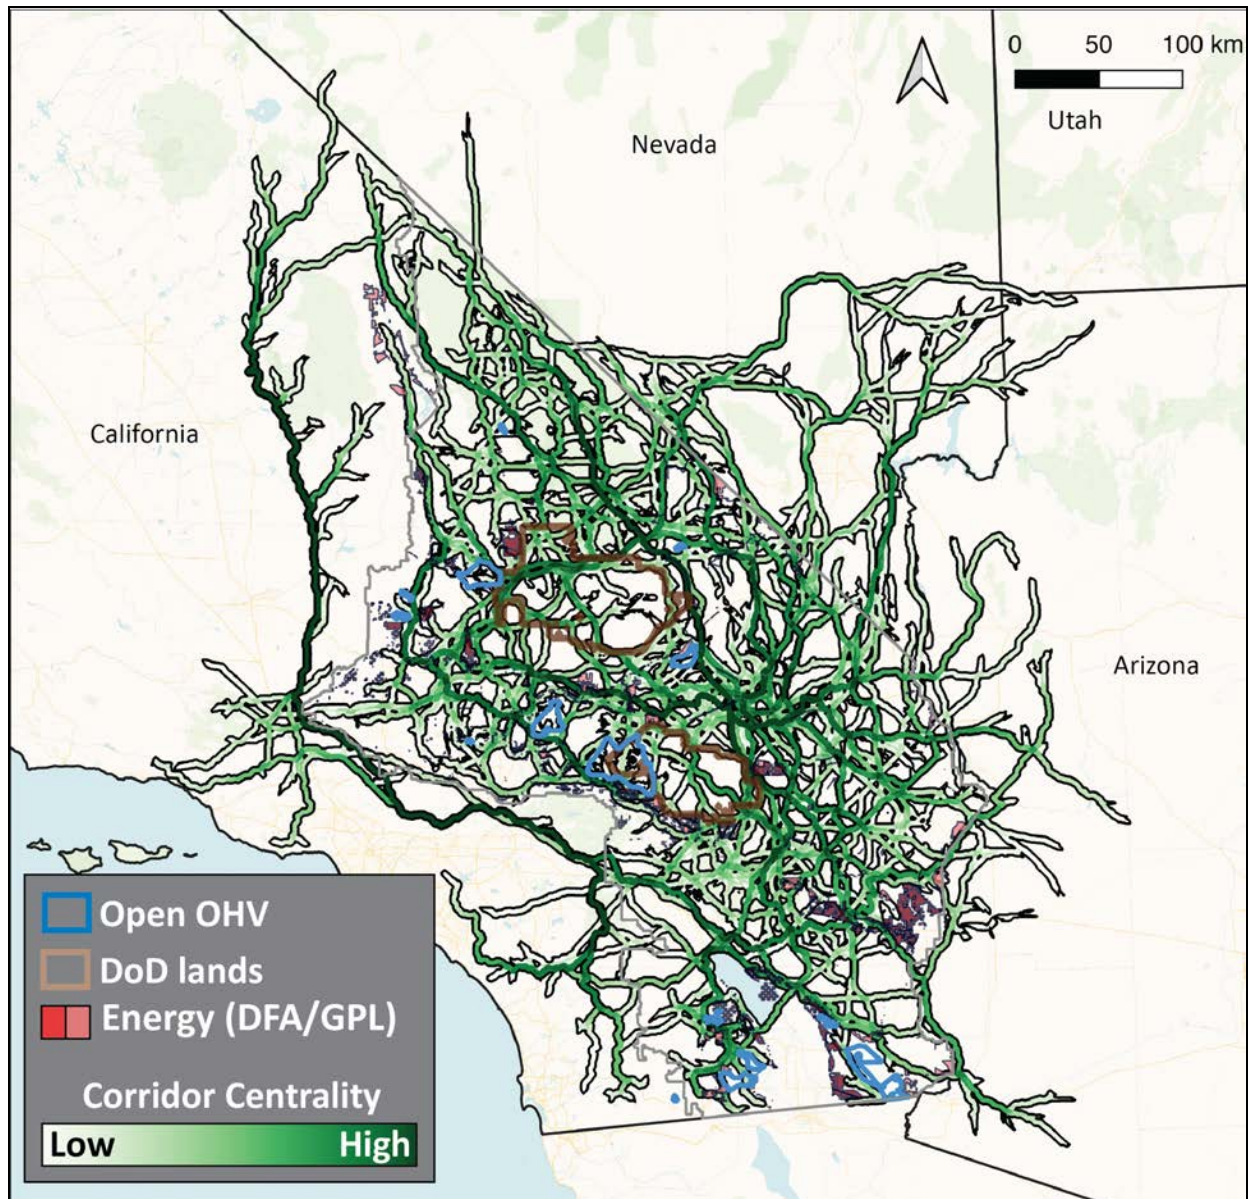 0 50 100 km
Utah
Nevada
California
Arizona
Open OHV
DoD lands
Energy (DFA/GPL)
Corridor Centrality
Low High